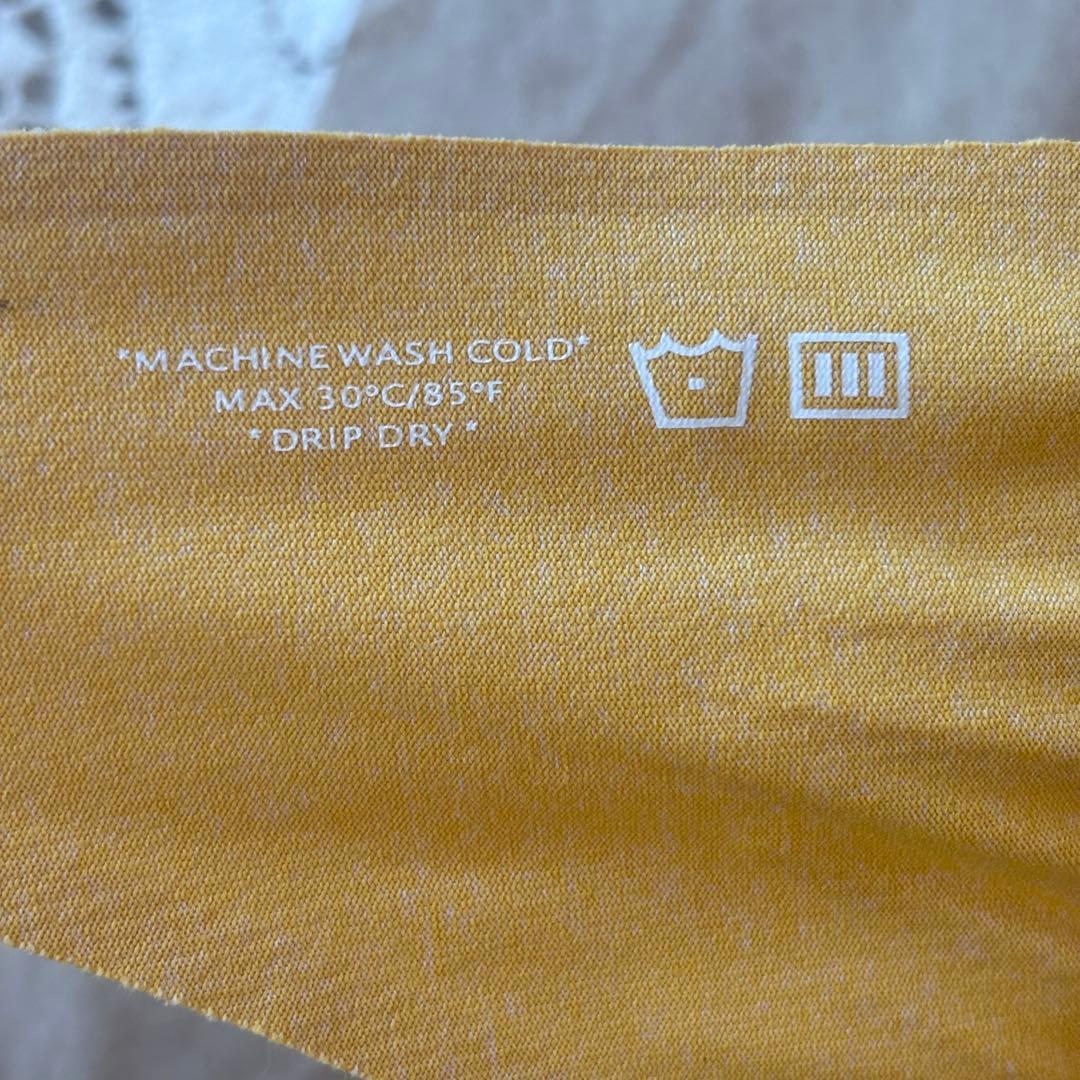 *MACHINE WASH COLD*
MAX 30°C/85°F
*DRIP DRY*